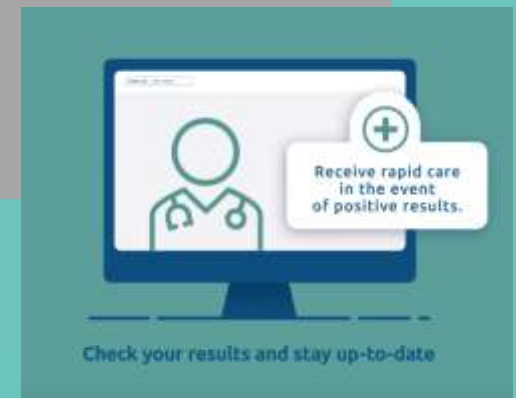 Receive rapid care
in the event
of positive results.
Check your results and stay up-to-date